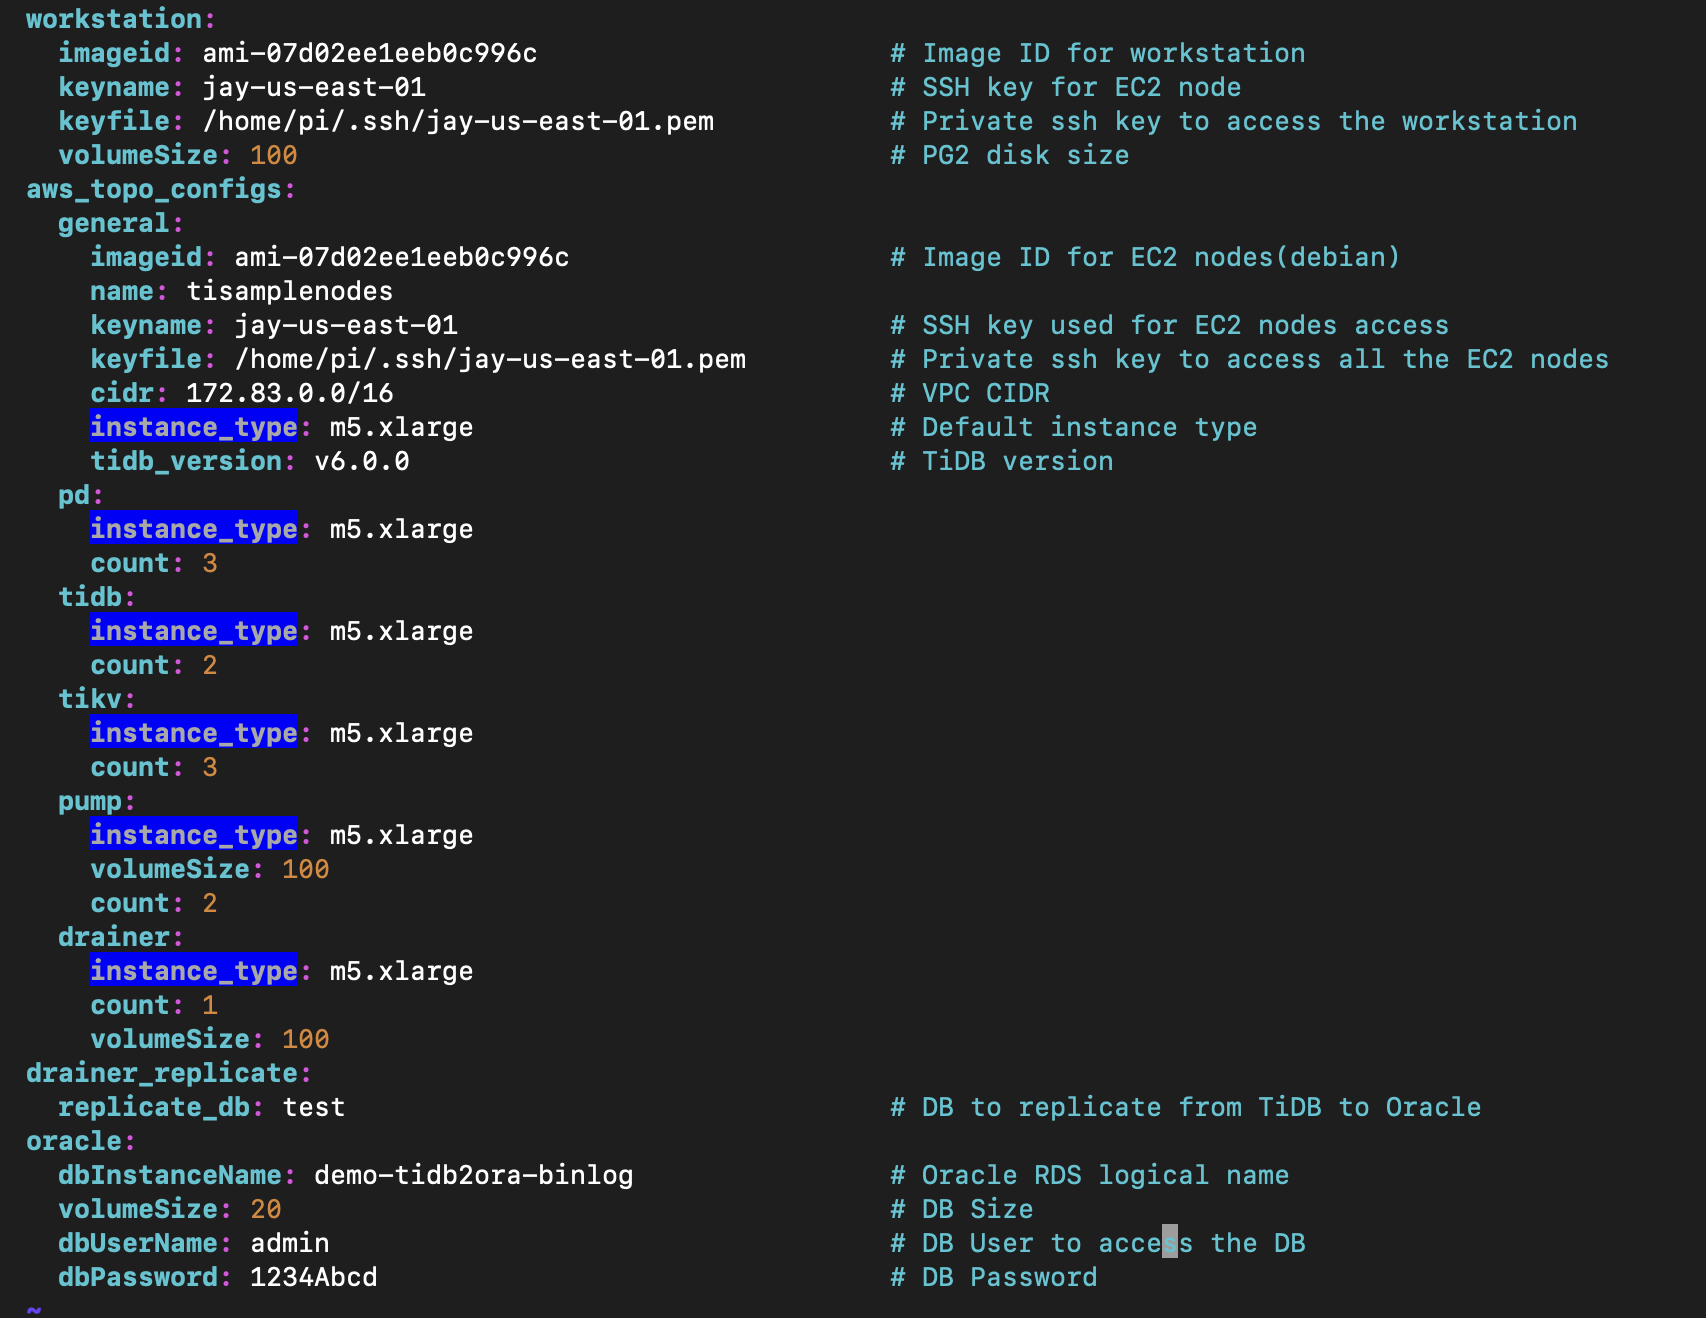 workstation:
  imageid: ami-07d02ee1eeb0c996c                      # Image ID for workstation
  keyname: jay-us-east-01                             # SSH key for EC2 node
  keyfile: /home/pi/.ssh/jay-us-east-01.pem           # Private ssh key to access the workstation
  volumeSize: 100                                     # PG2 disk size
aws_topo_configs:
  general:
    imageid: ami-07d02ee1eeb0c996c                    # Image ID for EC2 nodes(debian)
    name: tisamplenodes
    keyname: jay-us-east-01                           # SSH key used for EC2 nodes access
    keyfile: /home/pi/.ssh/jay-us-east-01.pem         # Private ssh key to access all the EC2 nodes
    cidr: 172.83.0.0/16                               # VPC CIDR
    instance_type: m5.xlarge                          # Default instance type
    tidb_version: v6.0.0                              # TiDB version
  pd:
    instance_type: m5.xlarge
    count: 3
  tidb:
    instance_type: m5.xlarge
    count: 2
  tikv:
    instance_type: m5.xlarge
    count: 3
  pump:
    instance_type: m5.xlarge
    volumeSize: 100
    count: 2
  drainer:
    instance_type: m5.xlarge
    count: 1
    volumeSize: 100
drainer_replicate:
  replicate_db: test                                  # DB to replicate from TiDB to Oracle
oracle:
  dbInstanceName: demo-tidb2ora-binlog                # Oracle RDS logical name
  volumeSize: 20                                      # DB Size
  dbUserName: admin                                   # DB User to access the DB
  dbPassword: 1234Abcd                                # DB Password
~